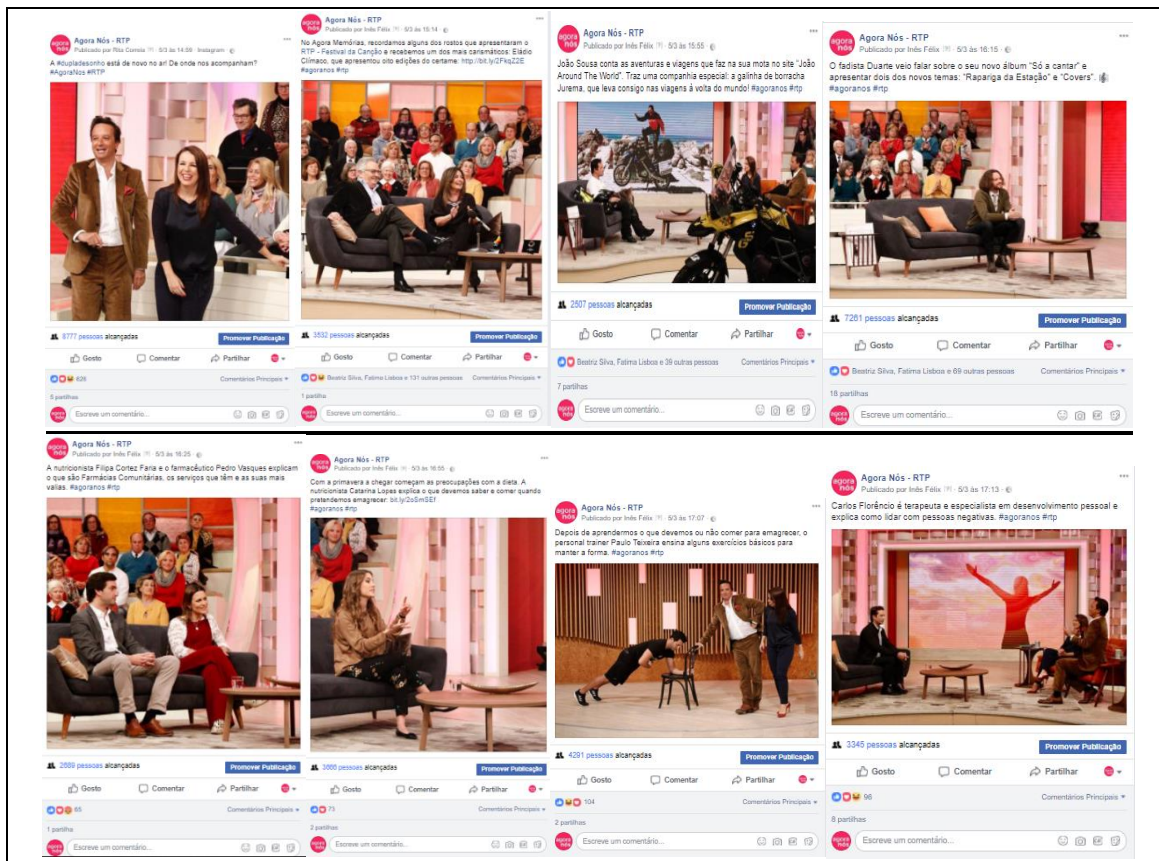 Agora Nós - RTP
Publicado por Rita Correia · 5/3 às 14:59 · Instagram ·
A #dupladesonho está de novo no ar! De onde nos acompanham?
#AgoraNos #RTP
8777 pessoas alcançadas
Promover Publicação
Gosto Comentar Partilhar
626 Comentários Principais
5 partilhas
agora nós
Escreve um comentário...
Agora Nós - RTP
Publicado por Inês Félix · 5/3 às 15:14 ·
No Agora Memórias, recordamos alguns dos rostos que apresentaram o
RTP - Festival da Canção e recebemos um dos mais carismáticos: Eládio
Clímaco, que apresentou oito edições do certame: http://bit.ly/2FkqZ2E
#agoranos #rtp
3532 pessoas alcançadas
Promover Publicação
Gosto Comentar Partilhar
Beatriz Silva, Fatima Lisboa e 131 outras pessoas Comentários Principais
1 partilha
agora nós
Escreve um comentário...
Agora Nós - RTP
Publicado por Inês Félix · 5/3 às 15:55 ·
João Sousa conta as aventuras e viagens que faz na sua mota no site "João
Around The World". Traz uma companhia especial: a galinha de borracha
Jurema, que leva consigo nas viagens á volta do mundo! #agoranos #rtp
2507 pessoas alcançadas
Promover Publicação
Gosto Comentar Partilhar
Beatriz Silva, Fatima Lisboa e 39 outras pessoas Comentários Principais
7 partilhas
agora nós
Escreve um comentário...
Agora Nós - RTP
Publicado por Inês Félix · 5/3 às 16:15 ·
O fadista Duarte veio falar sobre o seu novo álbum "Só a cantar" e
apresentar dois dos novos temas: "Rapariga da Estação" e "Covers".
#agoranos #rtp
7261 pessoas alcançadas
Promover Publicação
Gosto Comentar Partilhar
Beatriz Silva, Fatima Lisboa e 69 outras pessoas Comentários Principais
18 partilhas
agora nós
Escreve um comentário...
Agora Nós - RTP
Publicado por Inês Félix · 5/3 às 16:25 ·
A nutricionista Filipa Cortez Faria e o farmacêutico Pedro Vasques explicam
o que são Farmácias Comunitárias, os serviços que têm e as suas mais
valias. #agoranos #rtp
2669 pessoas alcançadas
Promover Publicação
Gosto Comentar Partilhar
65 Comentários Principais
1 partilha
agora nós
Escreve um comentário...
Agora Nós - RTP
Publicado por Inês Félix · 5/3 às 16:55 ·
Com a primavera a chegar começam as preocupações com a dieta. A
nutricionista Catarina Lopes explica o que devemos saber e comer quando
pretendemos emagrecer: bit.ly/2oSmSEf
#agoranos #rtp
3666 pessoas alcançadas
Promover Publicação
Gosto Comentar Partilhar
73 Comentários Principais
2 partilhas
agora nós
Escreve um comentário...
Agora Nós - RTP
Publicado por Inês Félix · 5/3 às 17:07 ·
Depois de aprendermos o que devemos ou não comer para emagrecer, o
personal trainer Paulo Teixeira ensina alguns exercícios básicos para
manter a forma. #agoranos #rtp
4291 pessoas alcançadas
Promover Publicação
Gosto Comentar Partilhar
104 Comentários Principais
2 partilhas
agora nós
Escreve um comentário...
Agora Nós - RTP
Publicado por Inês Félix · 5/3 às 17:13 ·
Carlos Florêncio é terapeuta e especialista em desenvolvimento pessoal e
explica como lidar com pessoas negativas. #agoranos #rtp
3345 pessoas alcançadas
Promover Publicação
Gosto Comentar Partilhar
96 Comentários Principais
8 partilhas
agora nós
Escreve um comentário...